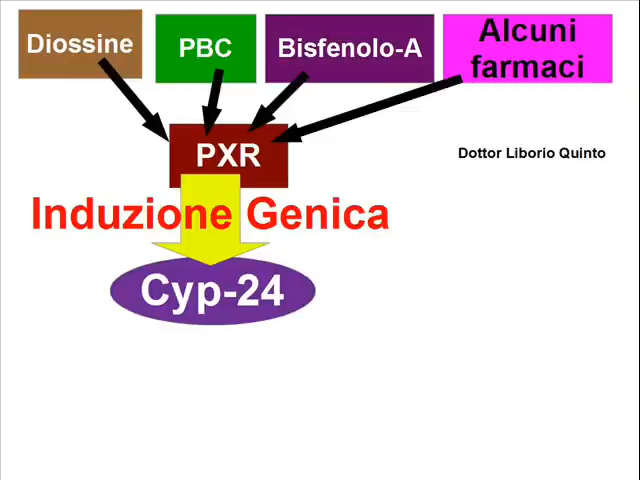 Diossine
PBC
Bisfenolo-A
Alcuni
farmaci
PXR
Dottor Liborio Quinto
Induzione Genica
Cyp-24